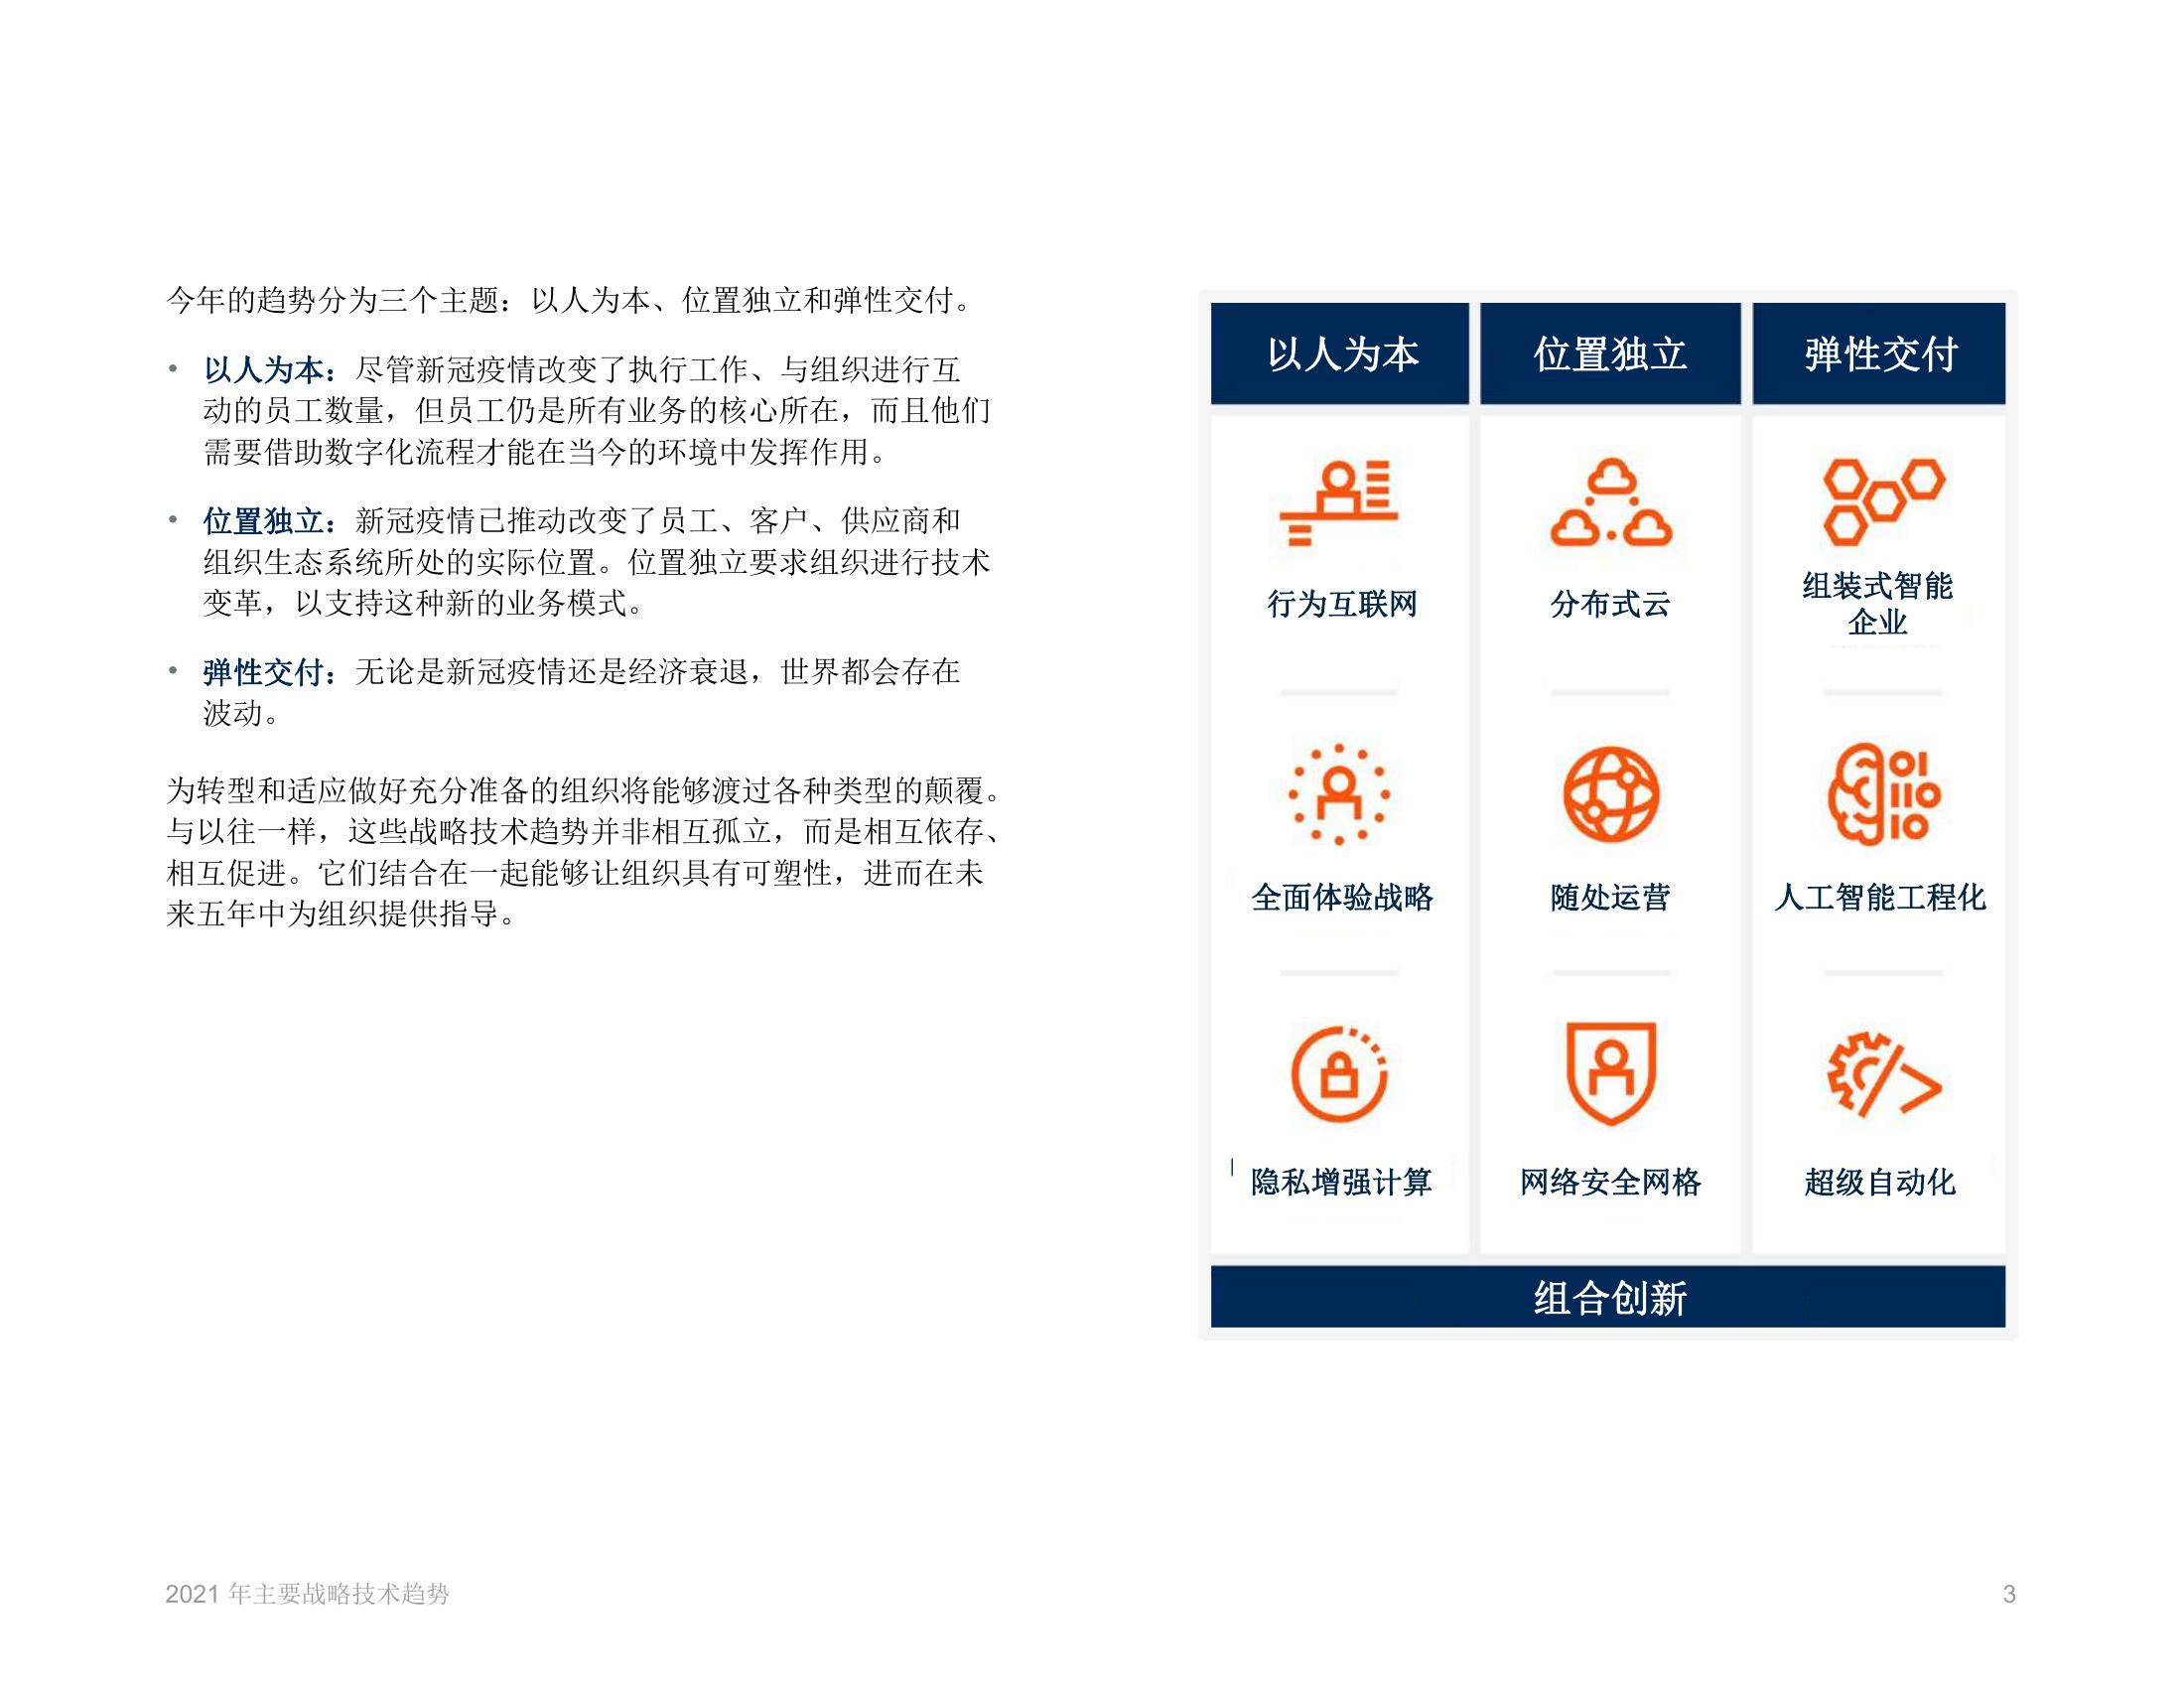 今年的趋势分为三个主题：以人为本、位置独立和弹性交付。
• 以人为本：尽管新冠疫情改变了执行工作、与组织进行互
动的员工数量，但员工仍是所有业务的核心所在，而且他们
需要借助数字化流程才能在当今的环境中发挥作用。
• 位置独立：新冠疫情已推动改变了员工、客户、供应商和
组织生态系统所处的实际位置。位置独立要求组织进行技术
变革，以支持这种新的业务模式。
• 弹性交付：无论是新冠疫情还是经济衰退，世界都会存在
波动。
为转型和适应做好充分准备的组织将能够渡过各种类型的颠覆。
与以往一样，这些战略技术趋势并非相互孤立，而是相互依存、
相互促进。它们结合在一起能够让组织具有可塑性，进而在未
来五年中为组织提供指导。
以人为本
位置独立
弹性交付
行为互联网
分布式云
组装式智能
企业
全面体验战略
随处运营
人工智能工程化
隐私增强计算
网络安全网格
超级自动化
组合创新
2021 年主要战略技术趋势
3